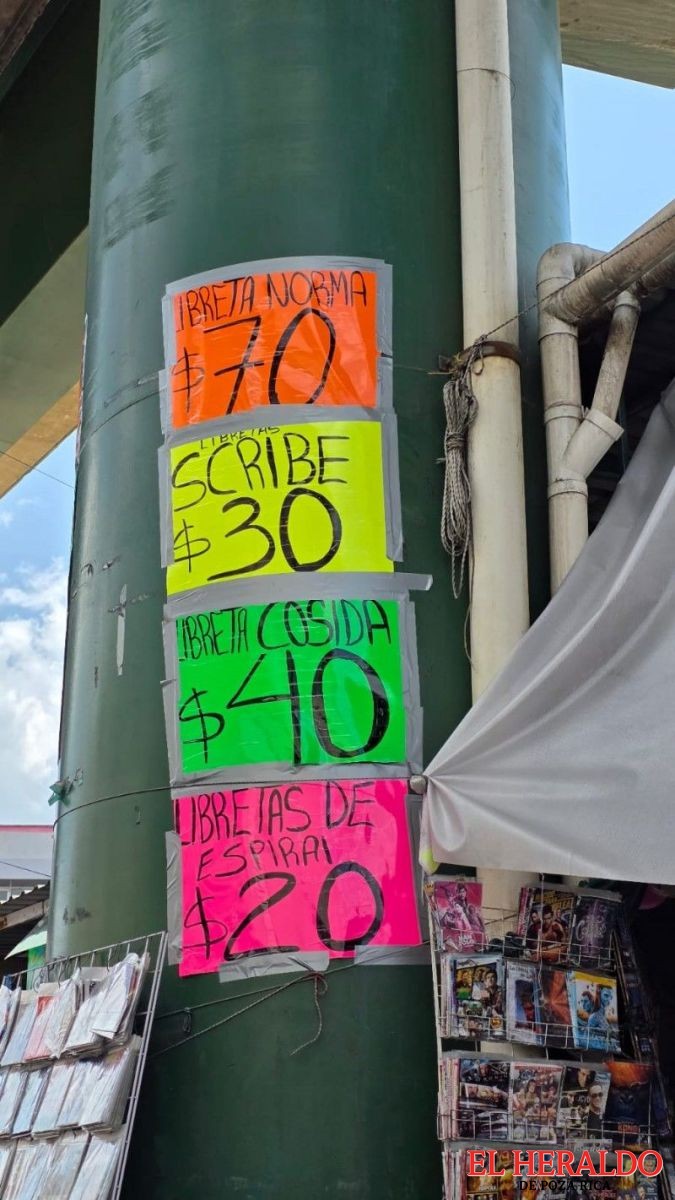 LIBRETA NORMA
$70
LIBRETAS
SCRIBE
$30
LIBRETA COSIDA
$40
LIBRETAS DE
ESPIRAl
$20
EL HERALDO
DE POZA RICA